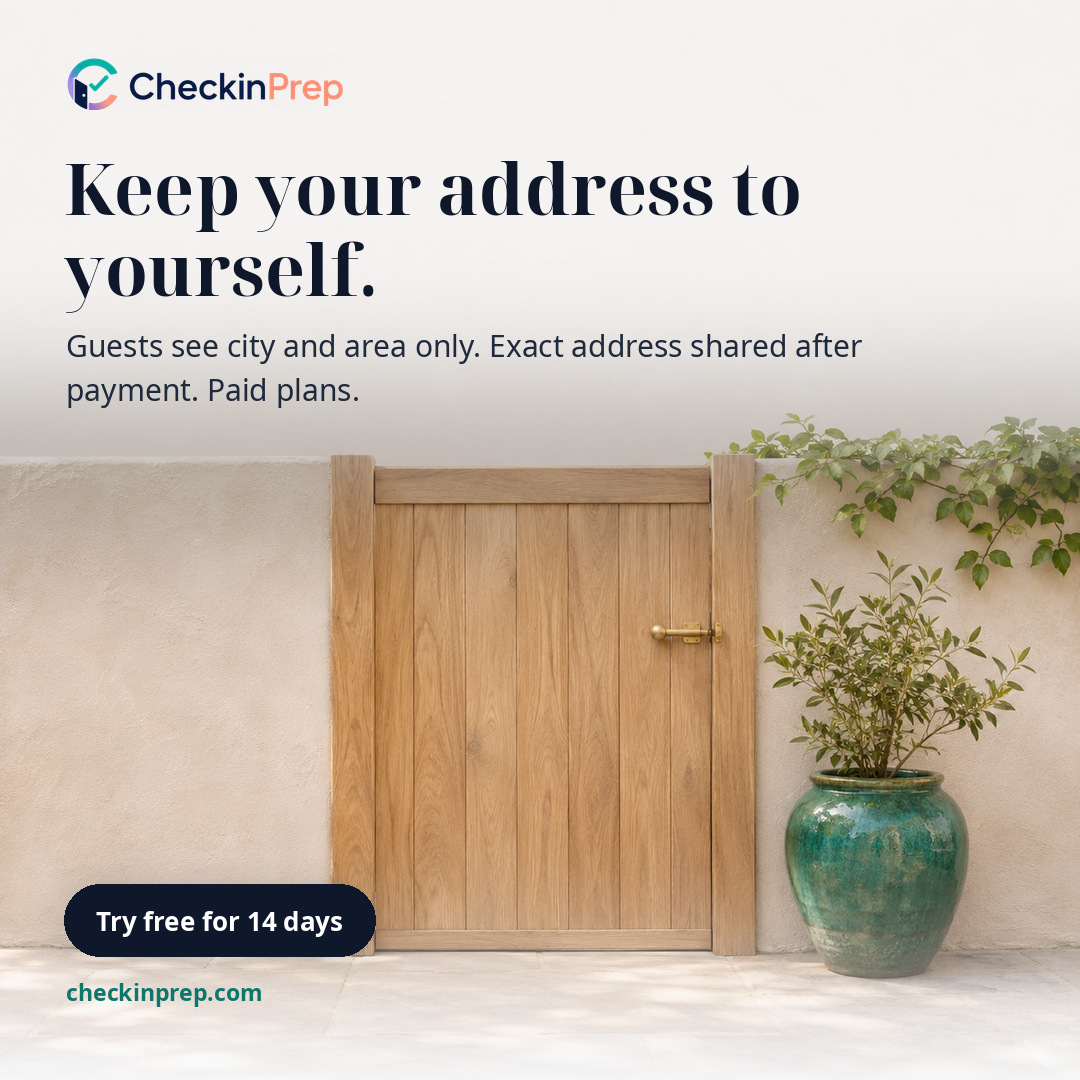 CheckinPrep
Keep your address to
yourself.
Guests see city and area only. Exact address shared after
payment. Paid plans.
Try free for 14 days
checkinprep.com